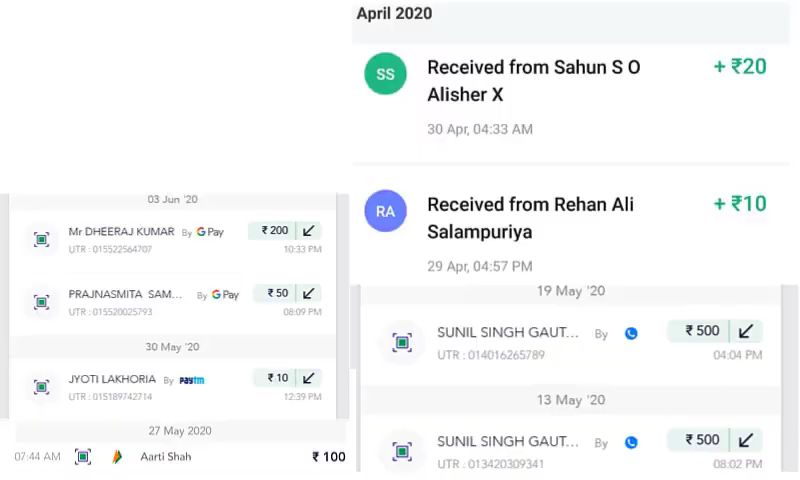 April 2020
SS
Received from Sahun S O
Alisher X
+ ₹20
30 Apr, 04:33 AM
RA
Received from Rehan Ali
Salampuriya
+ ₹10
29 Apr, 04:57 PM
03 Jun '20
Mr DHEERAJ KUMAR By G Pay ₹ 200
UTR : 015522564707 10:33 PM
PRAJNASMITA SAM... By G Pay ₹ 50
UTR : 015520025793 08:09 PM
30 May '20
JYOTI LAKHORIA By paytm ₹ 10
UTR : 015189742714 12:39 PM
27 May 2020
07:44 AM Aarti Shah ₹ 100
19 May '20
SUNIL SINGH GAUT... By ₹ 500
UTR : 014016265789 04:04 PM
13 May '20
SUNIL SINGH GAUT... By ₹ 500
UTR : 013420309341 08:02 PM